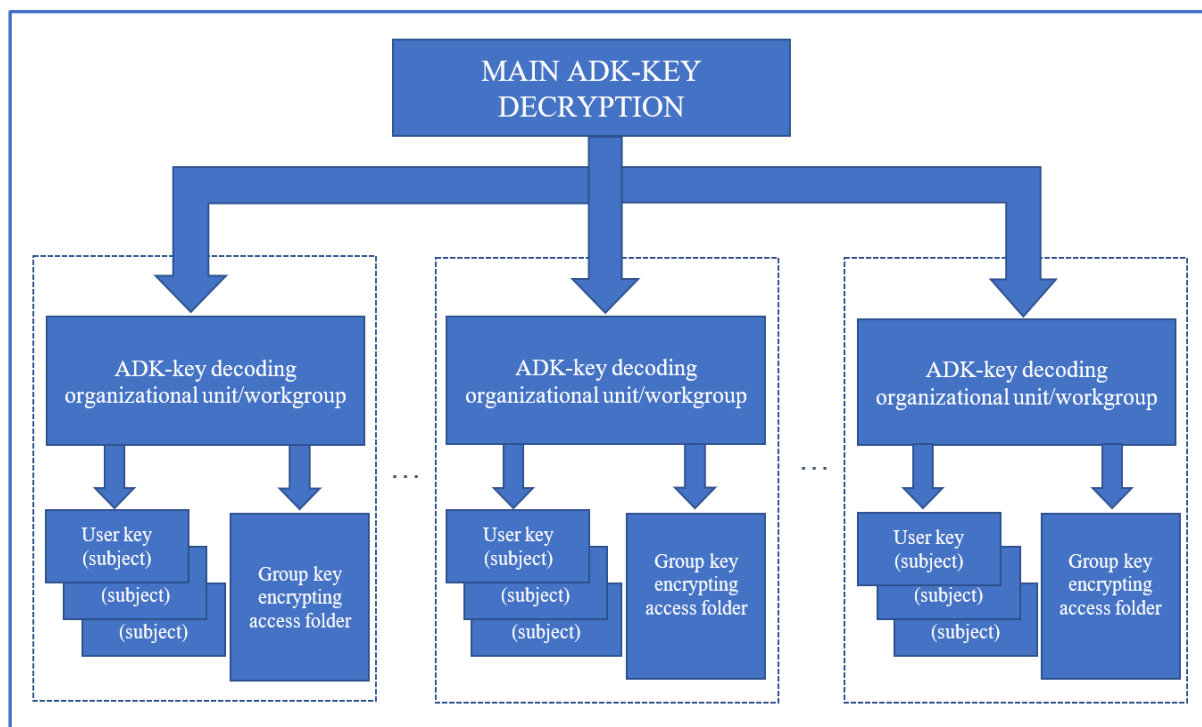 MAIN ADK-KEY
DECRYPTION
ADK-key decoding
organizational unit/workgroup
User key
(subject)
(subject)
(subject)
Group key
encrypting
access folder
...
ADK-key decoding
organizational unit/workgroup
User key
(subject)
(subject)
(subject)
Group key
encrypting
access folder
...
ADK-key decoding
organizational unit/workgroup
User key
(subject)
(subject)
(subject)
Group key
encrypting
access folder